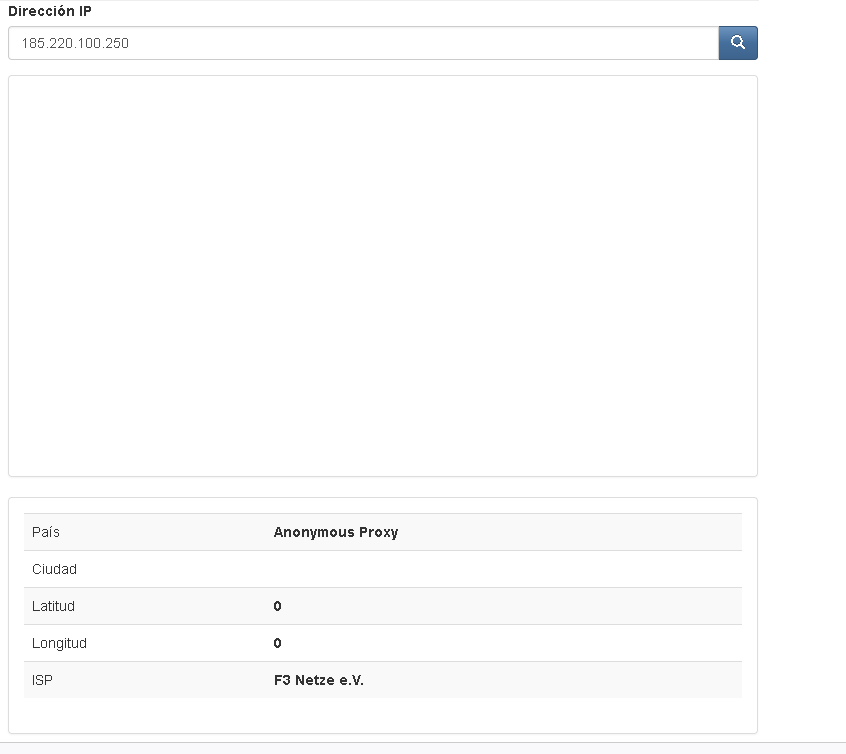 Dirección IP
185.220.100.250
País Anonymous Proxy
Ciudad
Latitud 0
Longitud 0
ISP F3 Netze e.V.